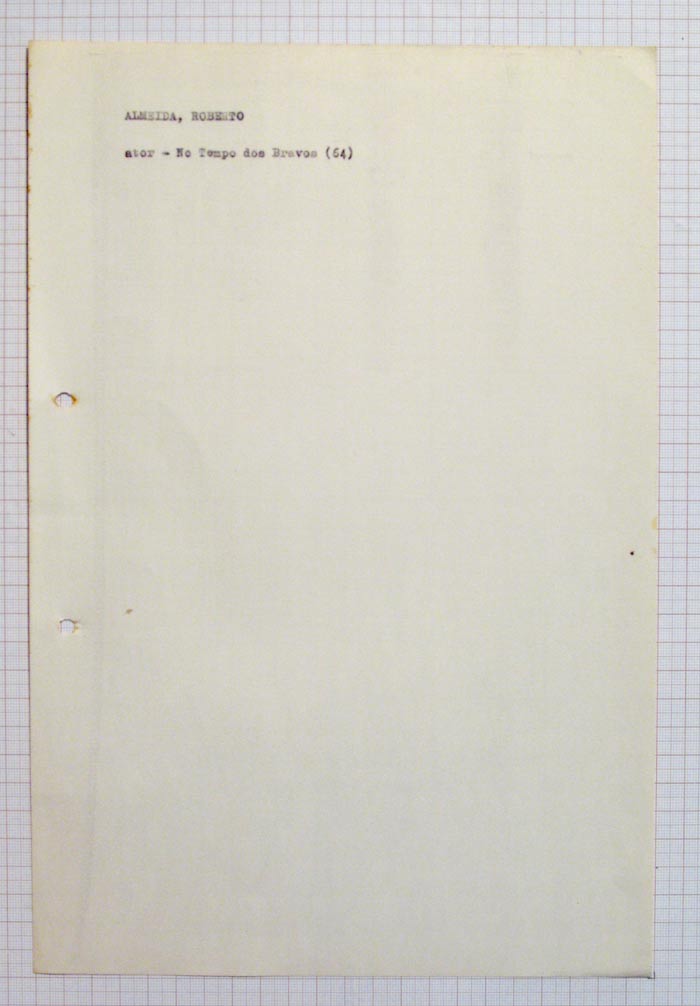 ALMEIDA, ROBERTO
ator - No Tempo dos Bravos (64)